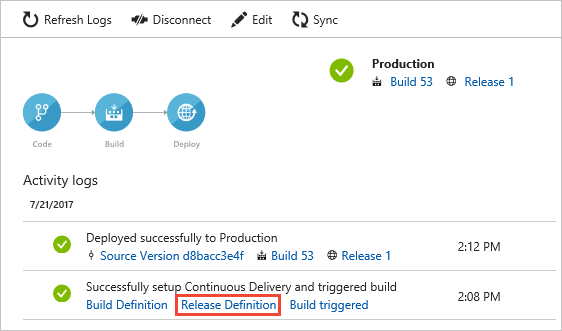 Refresh Logs Disconnect Edit Sync
Production
Build 53 Release 1
Code Build Deploy
Activity logs
7/21/2017
Deployed successfully to Production
Source Version d8bacc3e4f Build 53 Release 1 2:12 PM
Successfully setup Continuous Delivery and triggered build
Build Definition Release Definition Build triggered 2:08 PM